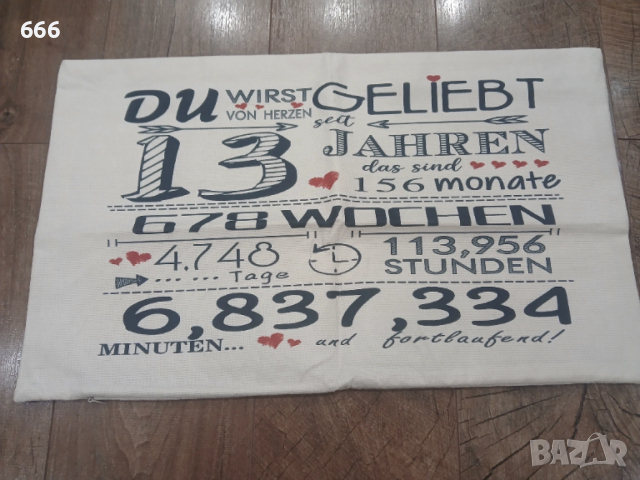 666
DU WIRST VON HERZEN GELIEBT
seit
13 JAHREN
das sind
156 monate
678 WOCHEN
4.748 Tage
113,956 STUNDEN
6,837,334
MINUTEN... und fortlaufend!
BAZAR